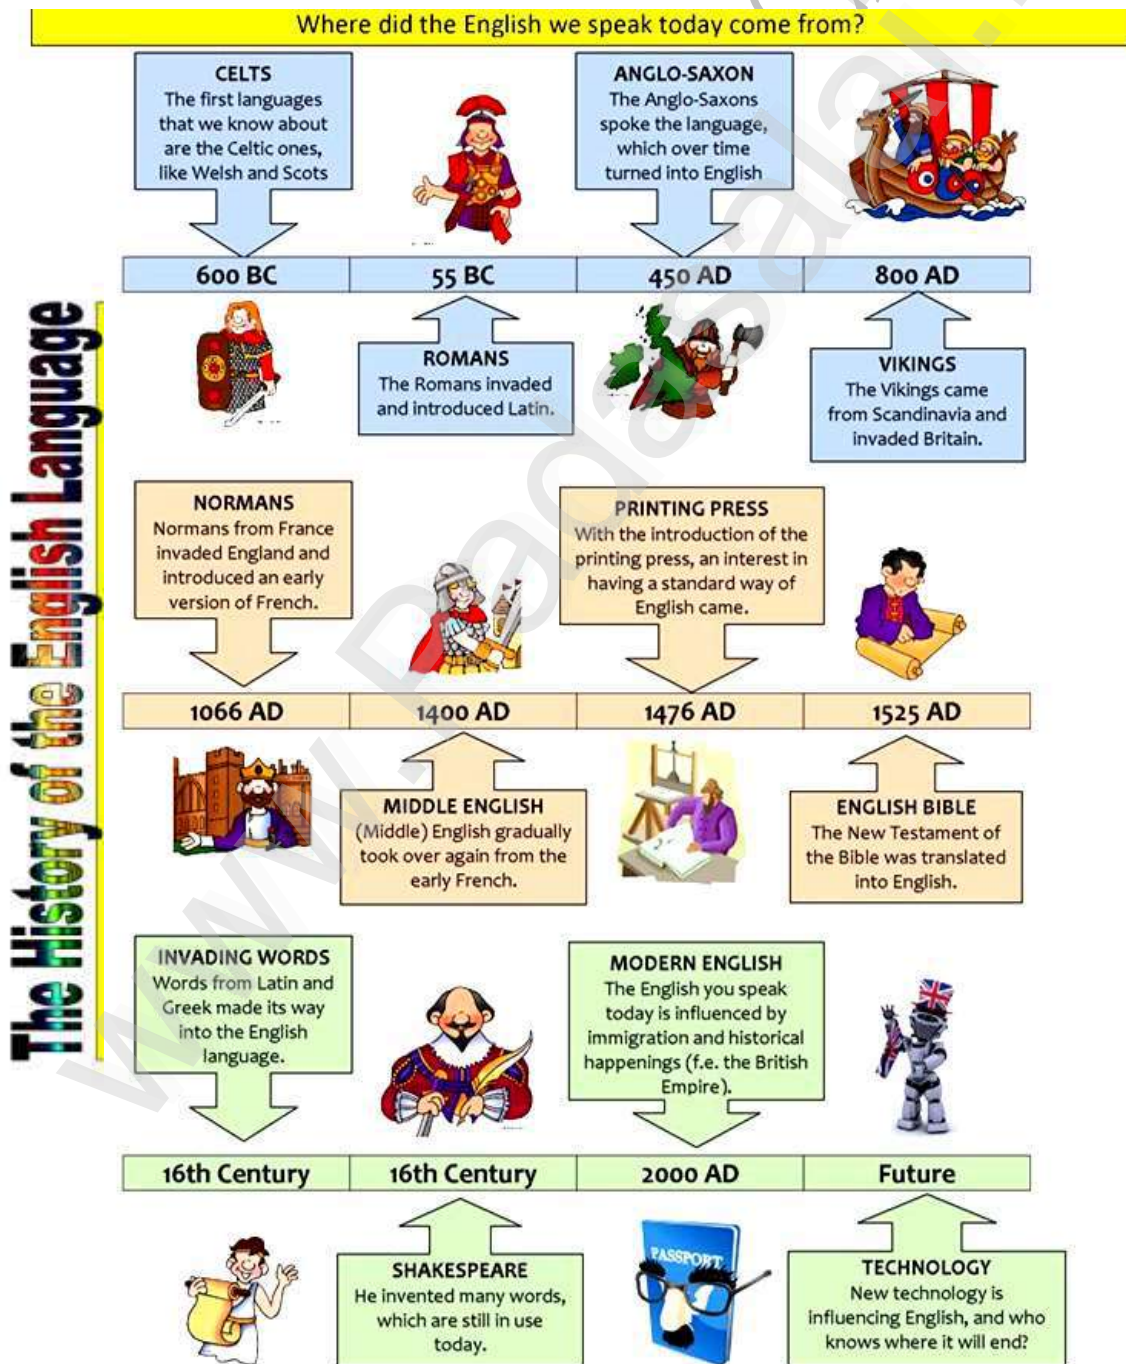 Where did the English we speak today come from?
The History of the English Language
CELTS
The first languages
that we know about
are the Celtic ones,
like Welsh and Scots
ANGLO-SAXON
The Anglo-Saxons
spoke the language,
which over time
turned into English
600 BC
55 BC
450 AD
800 AD
ROMANS
The Romans invaded
and introduced Latin.
VIKINGS
The Vikings came
from Scandinavia and
invaded Britain.
NORMANS
Normans from France
invaded England and
introduced an early
version of French.
PRINTING PRESS
With the introduction of the
printing press, an interest in
having a standard way of
English came.
1066 AD
1400 AD
1476 AD
1525 AD
MIDDLE ENGLISH
(Middle) English gradually
took over again from the
early French.
ENGLISH BIBLE
The New Testament of
the Bible was translated
into English.
INVADING WORDS
Words from Latin and
Greek made its way
into the English
language.
MODERN ENGLISH
The English you speak
today is influenced by
immigration and historical
happenings (f.e. the British
Empire).
16th Century
16th Century
2000 AD
Future
SHAKESPEARE
He invented many words,
which are still in use
today.
PASSPORT
TECHNOLOGY
New technology is
influencing English, and who
knows where it will end?
www.Padasalai.